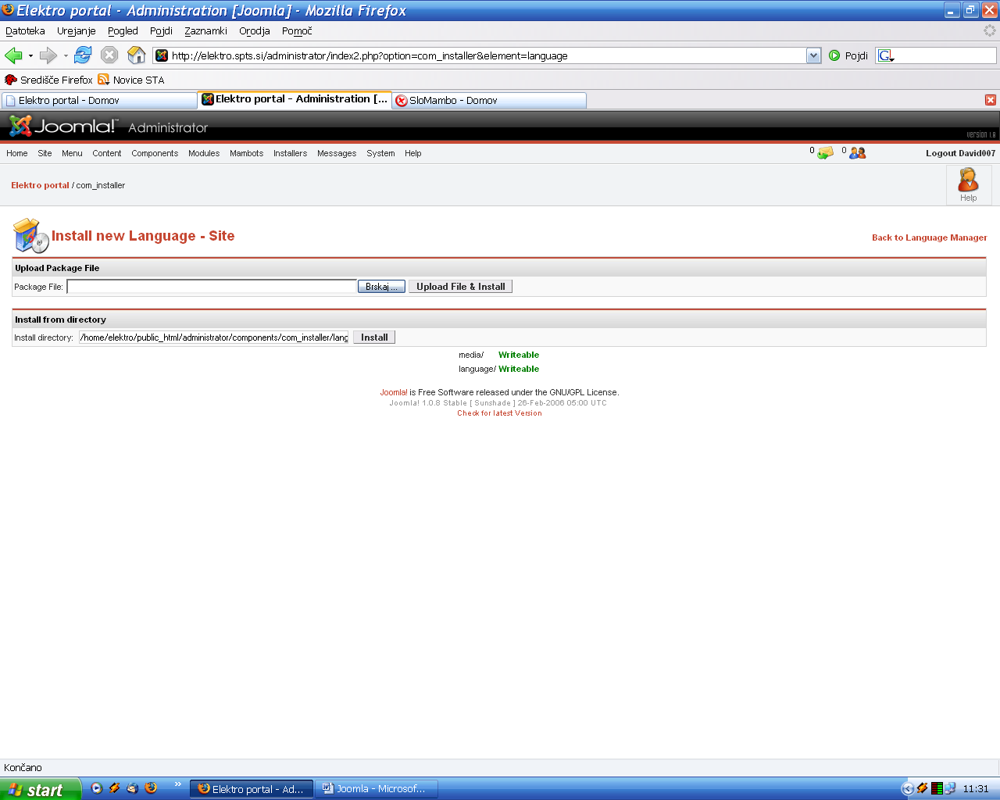 Elektro portal - Administration [Joomla] - Mozilla Firefox
Datoteka Urejanje Pogled Pojdi Zaznamki Orodja Pomoč
http://elektro.spts.si/administrator/index2.php?option=com_installer&element=language Pojdi
Središče Firefox Novice STA
Elektro portal - Domov Elektro portal - Administration [... SloMambo - Domov
Joomla!™ Administrator
version 1.0
Home Site Menu Content Components Modules Mambots Installers Messages System Help 0 0 Logout David007
Elektro portal / com_installer
Help
Install new Language - Site
Back to Language Manager
Upload Package File
Package File: Brskaj ... Upload File & Install
Install from directory
Install directory: /home/elektro/public_html/administrator/components/com_installer/lang Install
media/ Writeable
language/ Writeable
Joomla! is Free Software released under the GNU/GPL License.
Joomla! 1.0.8 Stable [ Sunshade ] 26-Feb-2006 05:00 UTC
Check for latest Version
Končano
start » Elektro portal - Ad... Joomla - Microsof... 11:31